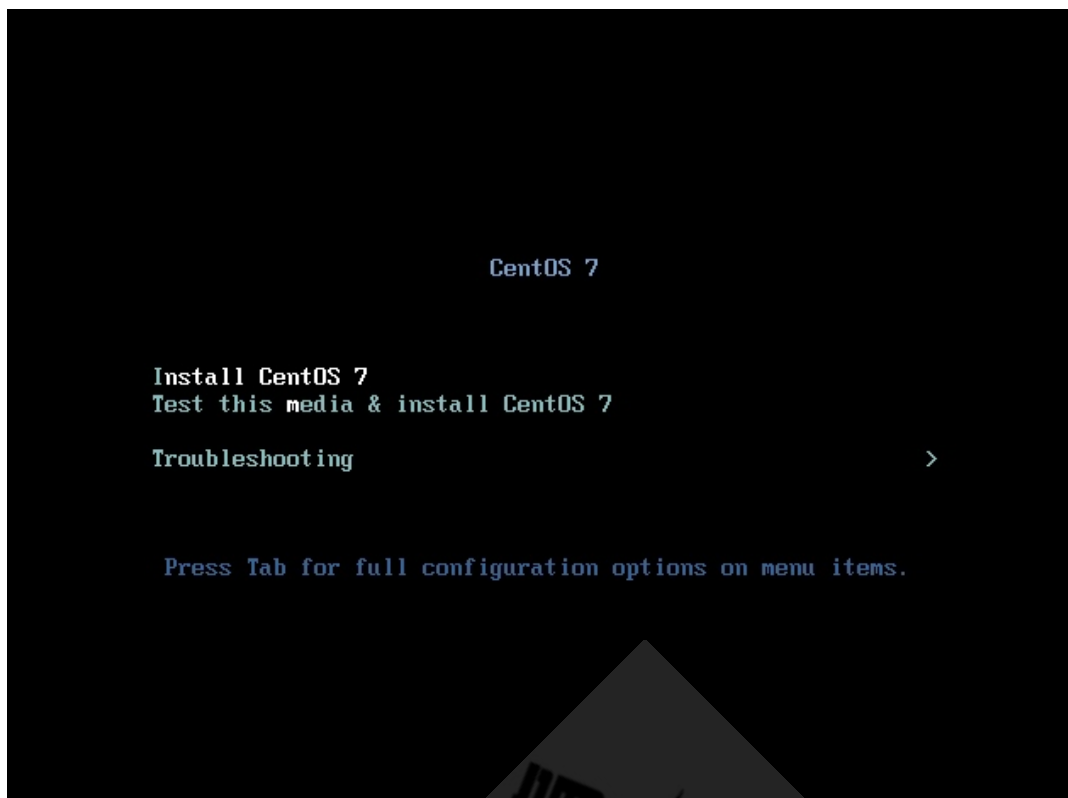 CentOS 7
Install CentOS 7
Test this media & install CentOS 7
Troubleshooting >
Press Tab for full configuration options on menu items.